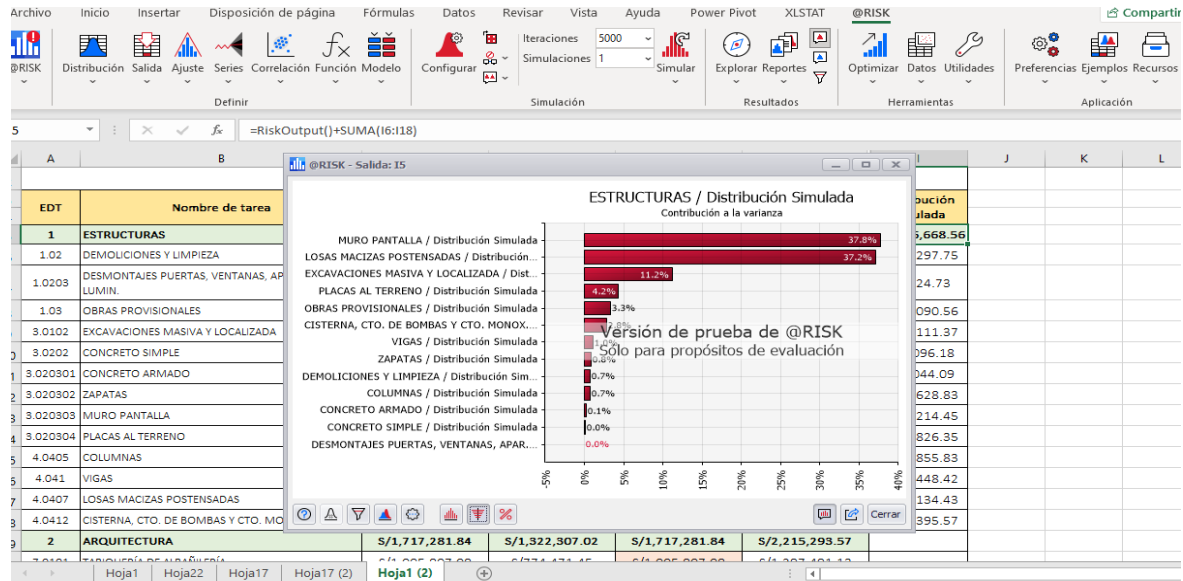 Archivo Inicio Insertar Disposición de página Fórmulas Datos Revisar Vista Ayuda Power Pivot XLSTAT @RISK Compartir
@RISK Distribución Salida Ajuste Series Correlación Función Modelo Configurar Iteraciones 5000 Simular Explorar Reportes Optimizar Datos Utilidades Preferencias Ejemplos Recursos
Simulaciones 1
Definir Simulación Resultados Herramientas Aplicación
5 fx =RiskOutput()+SUMA(I6:I18)
A B I J K L
@RISK - Salida: I5
EDT Nombre de tarea
bución
ulada
1 ESTRUCTURAS ,668.56
1.02 DEMOLICIONES Y LIMPIEZA 297.75
1.0203 DESMONTAJES PUERTAS, VENTANAS, AP
LUMIN. 24.73
1.03 OBRAS PROVISIONALES 090.56
3.0102 EXCAVACIONES MASIVA Y LOCALIZADA 111.37
3.0202 CONCRETO SIMPLE 096.18
3.020301 CONCRETO ARMADO 044.09
3.020302 ZAPATAS 628.83
3.020303 MURO PANTALLA 214.45
3.020304 PLACAS AL TERRENO 826.35
4.0405 COLUMNAS 855.83
4.041 VIGAS 448.42
4.0407 LOSAS MACIZAS POSTENSADAS 134.43
4.0412 CISTERNA, CTO. DE BOMBAS Y CTO. MO 395.57
2 ARQUITECTURA S/1,717,281.84 S/1,322,307.02 S/1,717,281.84 S/2,215,293.57
ESTRUCTURAS / Distribución Simulada
Contribución a la varianza
MURO PANTALLA / Distribución Simulada 37.8%
LOSAS MACIZAS POSTENSADAS / Distribución... 37.2%
EXCAVACIONES MASIVA Y LOCALIZADA / Dist... 11.2%
PLACAS AL TERRENO / Distribución Simulada 4.2%
OBRAS PROVISIONALES / Distribución Simulada 3.3%
CISTERNA, CTO. DE BOMBAS Y CTO. MONOX....
VIGAS / Distribución Simulada 1.0%
ZAPATAS / Distribución Simulada 0.8%
DEMOLICIONES Y LIMPIEZA / Distribución Sim... 0.7%
COLUMNAS / Distribución Simulada 0.7%
CONCRETO ARMADO / Distribución Simulada 0.1%
CONCRETO SIMPLE / Distribución Simulada 0.0%
DESMONTAJES PUERTAS, VENTANAS, APAR.... 0.0%
Versión de prueba de @RISK
Sólo para propósitos de evaluación
-5% 0% 5% 10% 15% 20% 25% 30% 35% 40%
Cerrar
Hoja1 Hoja22 Hoja17 Hoja17 (2) Hoja1 (2)